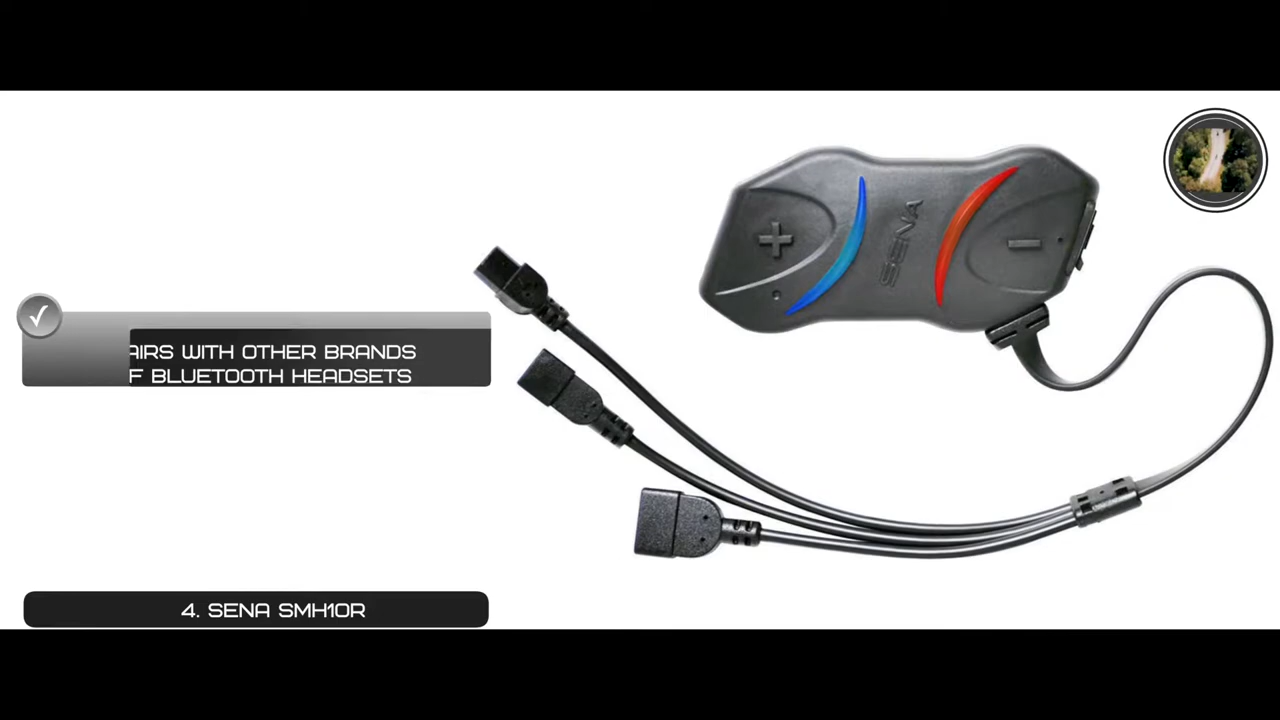 SENA
AIRS WITH OTHER BRANDS
F BLUETOOTH HEADSETS
4. SENA SMH10R